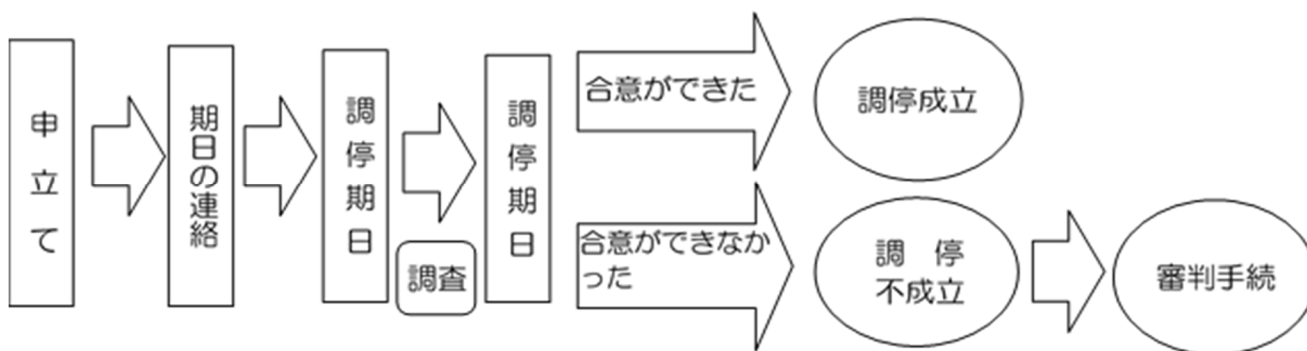 申立て
期日の連絡
調停期日
調査
調停期日
合意ができた
調停成立
合意ができなか
った
調　停
不成立
審判手続